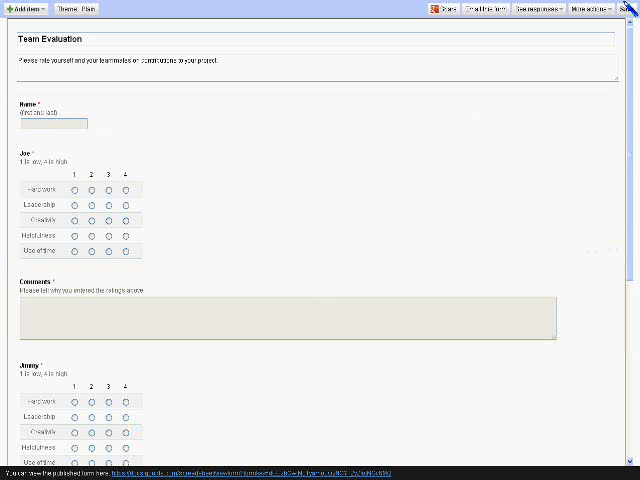 Add item
Theme: Plain
Share
Email this form
See responses
More actions
Team Evaluation
Please rate yourself and your teammates on contributions to your project.
Name *
(first and last)
Joe *
1 is low, 4 is high
1 2 3 4
Hard work
Leadership
Creativity
Helpfulness
Use of time
Comments *
Please tell why you entered the ratings above
Jimmy *
1 is low, 4 is high
1 2 3 4
Hard work
Leadership
Creativity
Helpfulness
Use of time
You can view the published form here: